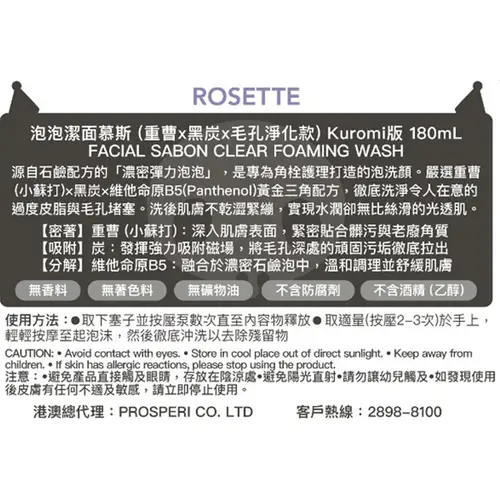 ROSETTE
泡泡潔面慕斯 (重曹x黑炭x毛孔淨化款) Kuromi版 180mL
FACIAL SABON CLEAR FOAMING WASH
源自石鹼配方的「濃密彈力泡泡」，是專為角栓護理打造的泡洗顏。嚴選重曹
(小蘇打)x黑炭x維他命原B5(Panthenol)黃金三角配方，徹底洗淨令人在意的
過度皮脂與毛孔堵塞。洗後肌膚不乾澀緊繃，實現水潤卻無比絲滑的光透肌。
【密著】重曹 (小蘇打)：深入肌膚表面，緊密貼合髒污與老廢角質
【吸附】炭：發揮強力吸附磁場，將毛孔深處的頑固污垢徹底拉出
【分解】維他命原B5：融合於濃密石鹼泡中，溫和調理並舒緩肌膚
無香料 無著色料 無礦物油 不含防腐劑 不含酒精 (乙醇)
使用方法：●取下塞子並按壓泵數次直至內容物釋放●取適量(按壓2-3次)於手上，
輕輕按摩至起泡沫，然後徹底沖洗以去除殘留物
CAUTION: • Avoid contact with eyes. • Store in cool place out of direct sunlight. • Keep away from
children. • If skin has allergic reactions, please stop using the product.
注意：•避免產品直接觸及眼睛，存放在陰涼處•避免陽光直射•請勿讓幼兒觸及•如發現使用
後皮膚有任何不適及敏感，請立即停止使用。
港澳總代理：PROSPERI CO. LTD 客戶熱線：2898-8100